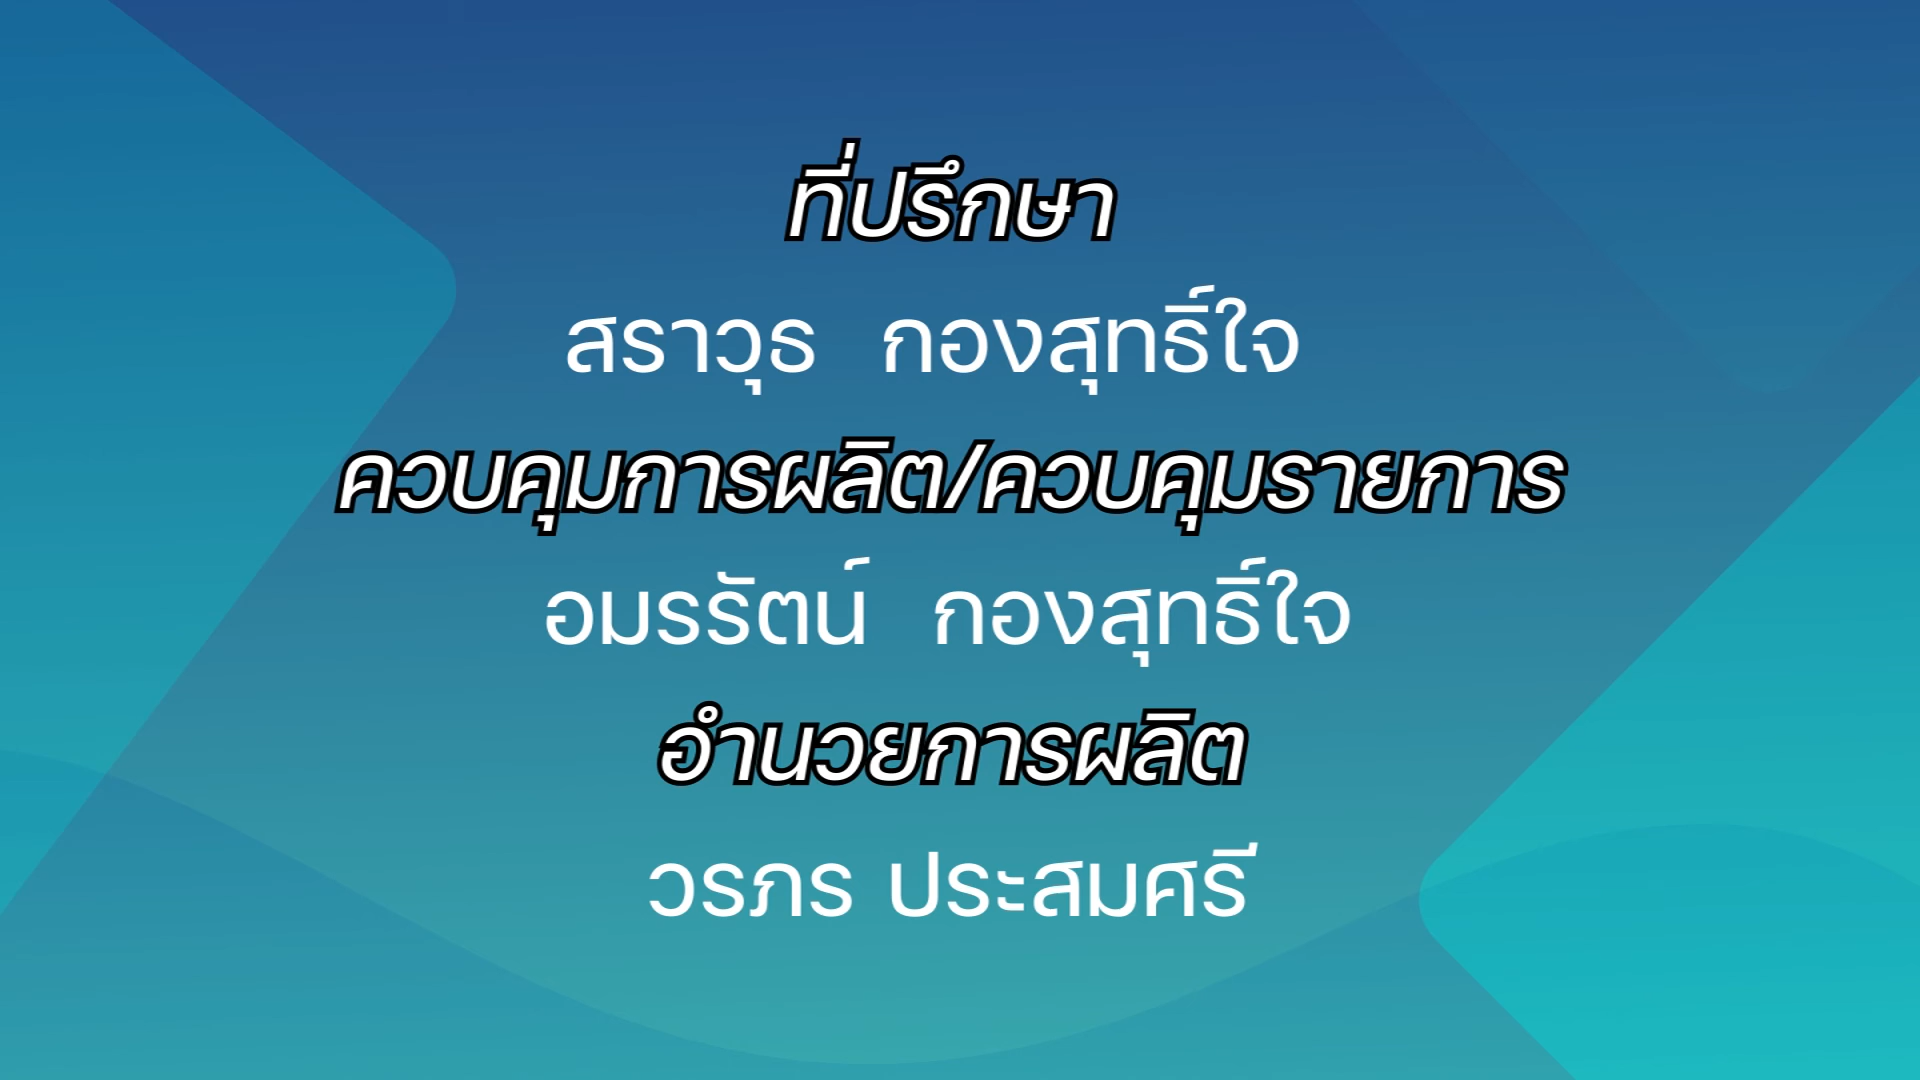 ที่ปรึกษา
สราวุธ  กองสุทธิ์ใจ
ควบคุมการผลิต/ควบคุมรายการ
อมรรัตน์  กองสุทธิ์ใจ
อำนวยการผลิต
วรภร ประสมศรี